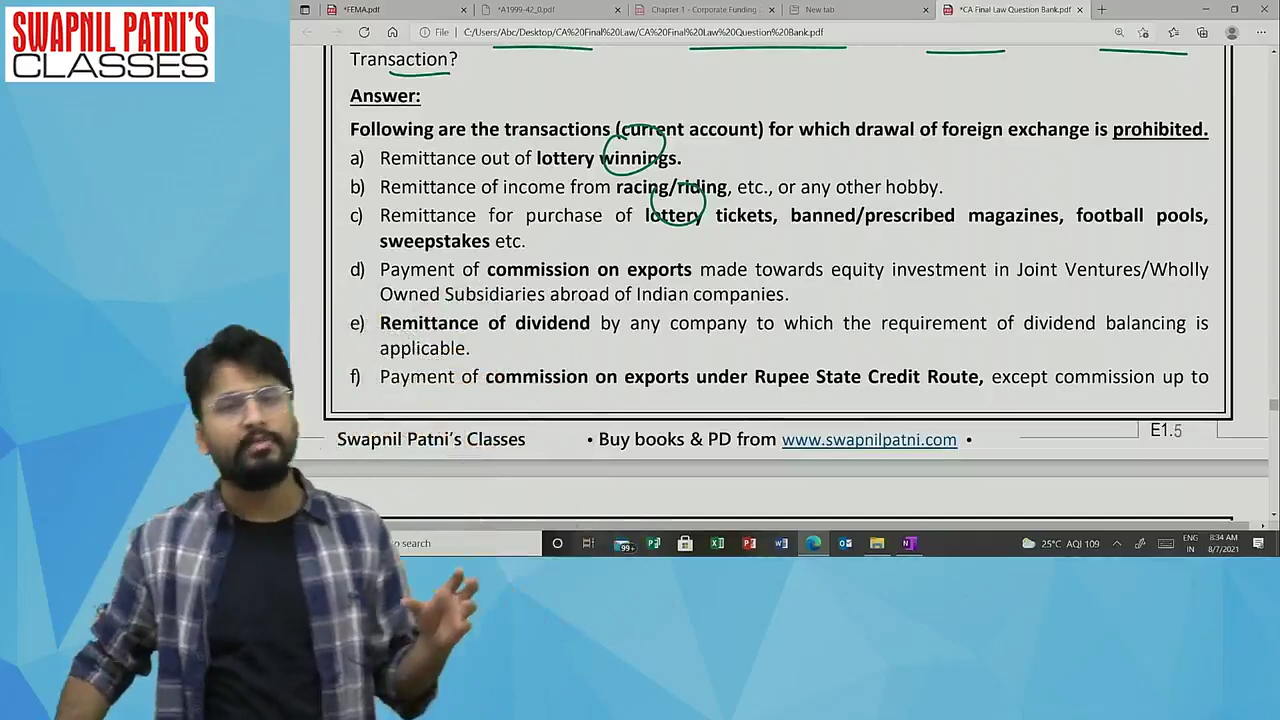 SWAPNIL PATNI'S
CLASSES
*FEMA.pdf
*A1999-42_0.pdf
Chapter 1 - Corporate Funding
New tab
*CA Final Law Question Bank.pdf
File
C:/Users/Abc/Desktop/CA%20Final%20Law/CA%20Final%20Law%20Question%20Bank.pdf
Transaction?
Answer:
Following are the transactions (current account) for which drawal of foreign exchange is prohibited.
a) Remittance out of lottery winnings.
b) Remittance of income from racing/riding, etc., or any other hobby.
c) Remittance for purchase of lottery tickets, banned/prescribed magazines, football pools,
sweepstakes etc.
d) Payment of commission on exports made towards equity investment in Joint Ventures/Wholly
Owned Subsidiaries abroad of Indian companies.
e) Remittance of dividend by any company to which the requirement of dividend balancing is
applicable.
f) Payment of commission on exports under Rupee State Credit Route, except commission up to
E1.5
Swapnil Patni's Classes • Buy books & PD from www.swapnilpatni.com •
o search
99+
25°C AQI 109
ENG
IN
8:34 AM
8/7/2021